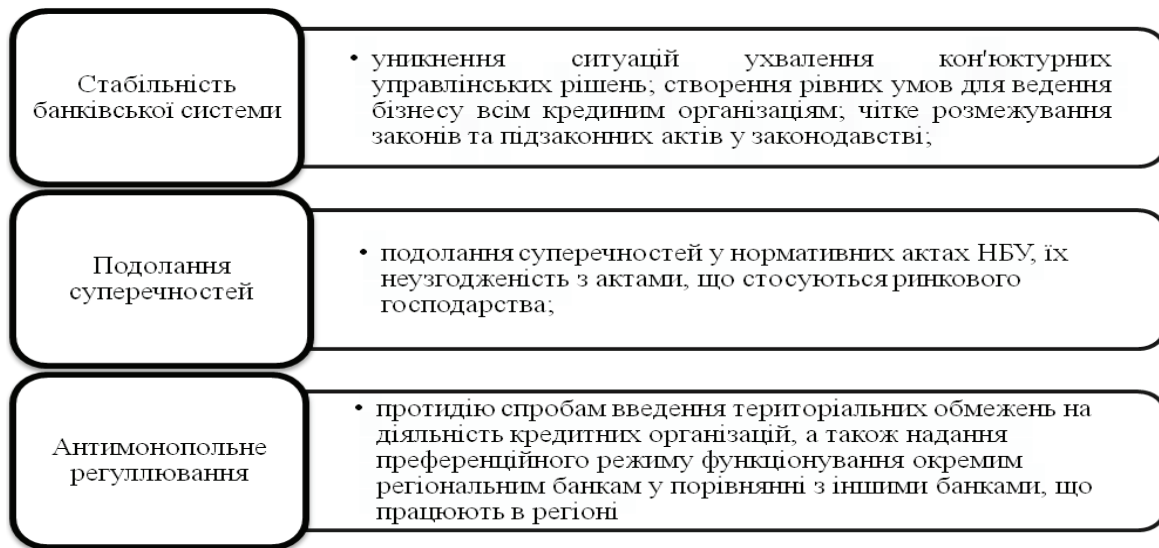 Стабільність
банківської системи
• уникнення ситуацій ухвалення кон'юктурних
управлінських рішень; створення рівних умов для ведення
бізнесу всім крединим організаціям; чітке розмежування
законів та підзаконних актів у законодавстві;
Подолання
суперечностей
• подолання суперечностей у нормативних актах НБУ, їх
неузгодженість з актами, що стосуються ринкового
господарства;
Антимонопольне
регуллювання
• протидію спробам введення територіальних обмежень на
діяльність кредитних організацій, а також надання
преференційного режиму функціонування окремим
регіональним банкам у порівнянні з іншими банками, що
працюють в регіоні